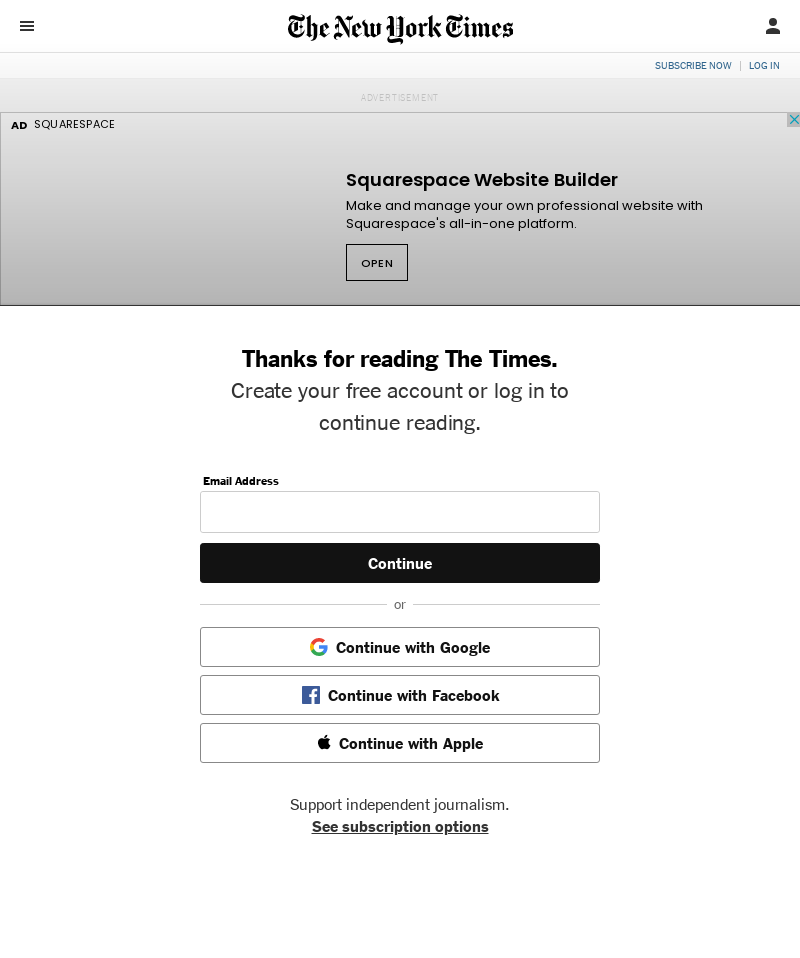 The New York Times
SUBSCRIBE NOW
LOG IN
ADVERTISEMENT
AD SQUARESPACE
Squarespace Website Builder
Make and manage your own professional website with
Squarespace's all-in-one platform.
OPEN
Thanks for reading The Times.
Create your free account or log in to
continue reading.
Email Address
Continue
or
Continue with Google
Continue with Facebook
Continue with Apple
Support independent journalism.
See subscription options